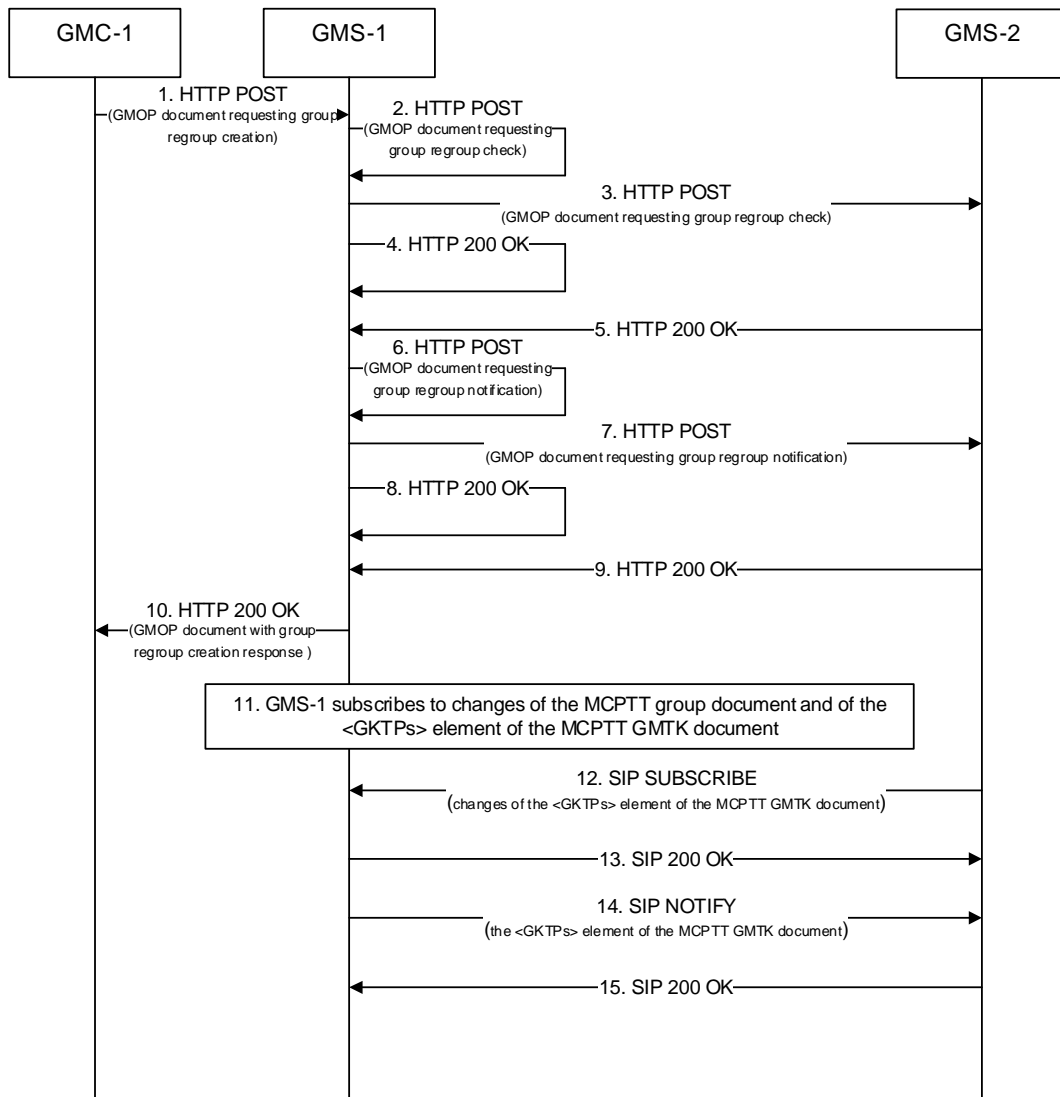 GMC-1
GMS-1
GMS-2
1. HTTP POST
(GMOP document requesting group
regroup creation)
2. HTTP POST
(GMOP document requesting
group regroup check)
3. HTTP POST
(GMOP document requesting group regroup check)
4. HTTP 200 OK
5. HTTP 200 OK
6. HTTP POST
(GMOP document requesting
group regroup notification)
7. HTTP POST
(GMOP document requesting group regroup notification)
8. HTTP 200 OK
9. HTTP 200 OK
10. HTTP 200 OK
(GMOP document with group
regroup creation response )
11. GMS-1 subscribes to changes of the MCPTT group document and of the
<GKTPs> element of the MCPTT GMTK document
12. SIP SUBSCRIBE
(changes of the <GKTPs> element of the MCPTT GMTK document)
13. SIP 200 OK
14. SIP NOTIFY
(the <GKTPs> element of the MCPTT GMTK document)
15. SIP 200 OK